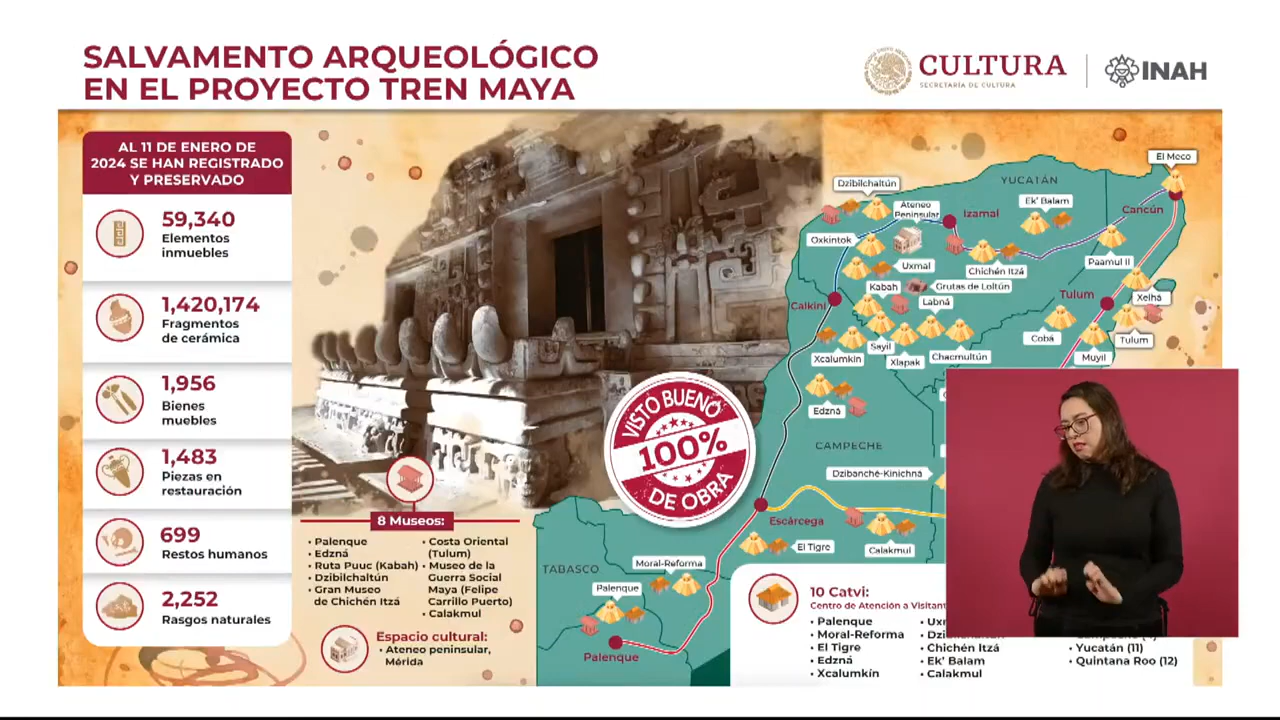 SALVAMENTO ARQUEOLÓGICO
EN EL PROYECTO TREN MAYA
CULTURA
SECRETARÍA DE CULTURA
INAH
AL 11 DE ENERO DE
2024 SE HAN REGISTRADO
Y PRESERVADO
59,340
Elementos
inmuebles
1,420,174
Fragmentos
de cerámica
1,956
Bienes
muebles
1,483
Piezas en
restauración
699
Restos humanos
2,252
Rasgos naturales
VISTO BUENO
100%
DE OBRA
8 Museos:
• Palenque
• Edzná
• Ruta Puuc (Kabah)
• Dzibilchaltún
• Gran Museo
de Chichén Itzá
• Costa Oriental
(Tulum)
• Museo de la
Guerra Social
Maya (Felipe
Carrillo Puerto)
• Calakmul
Espacio cultural:
• Ateneo peninsular,
Mérida
El Meco
YUCATÁN
Dzibilchaltún
Ek' Balam
Ateneo
Peninsular
Izamal
Cancún
Oxkintok
Uxmal
Chichén Itzá
Paamul II
Kabah
Grutas de Loltún
Calkiní
Labná
Tulum
Xelhá
Cobá
Tulum
Sayil
Xcalumkín
Xlapak
Chacmultún
Muyil
Edzná
CAMPECHE
Dzibanché-Kinichná
Escárcega
El Tigre
Calakmul
TABASCO
Moral-Reforma
Palenque
Palenque
10 Catvi:
Centro de Atención a Visitant
• Palenque
• Moral-Reforma
• El Tigre
• Edzná
• Xcalumkín
• Chichén Itzá
• Ek' Balam
• Calakmul
• Yucatán (11)
• Quintana Roo (12)